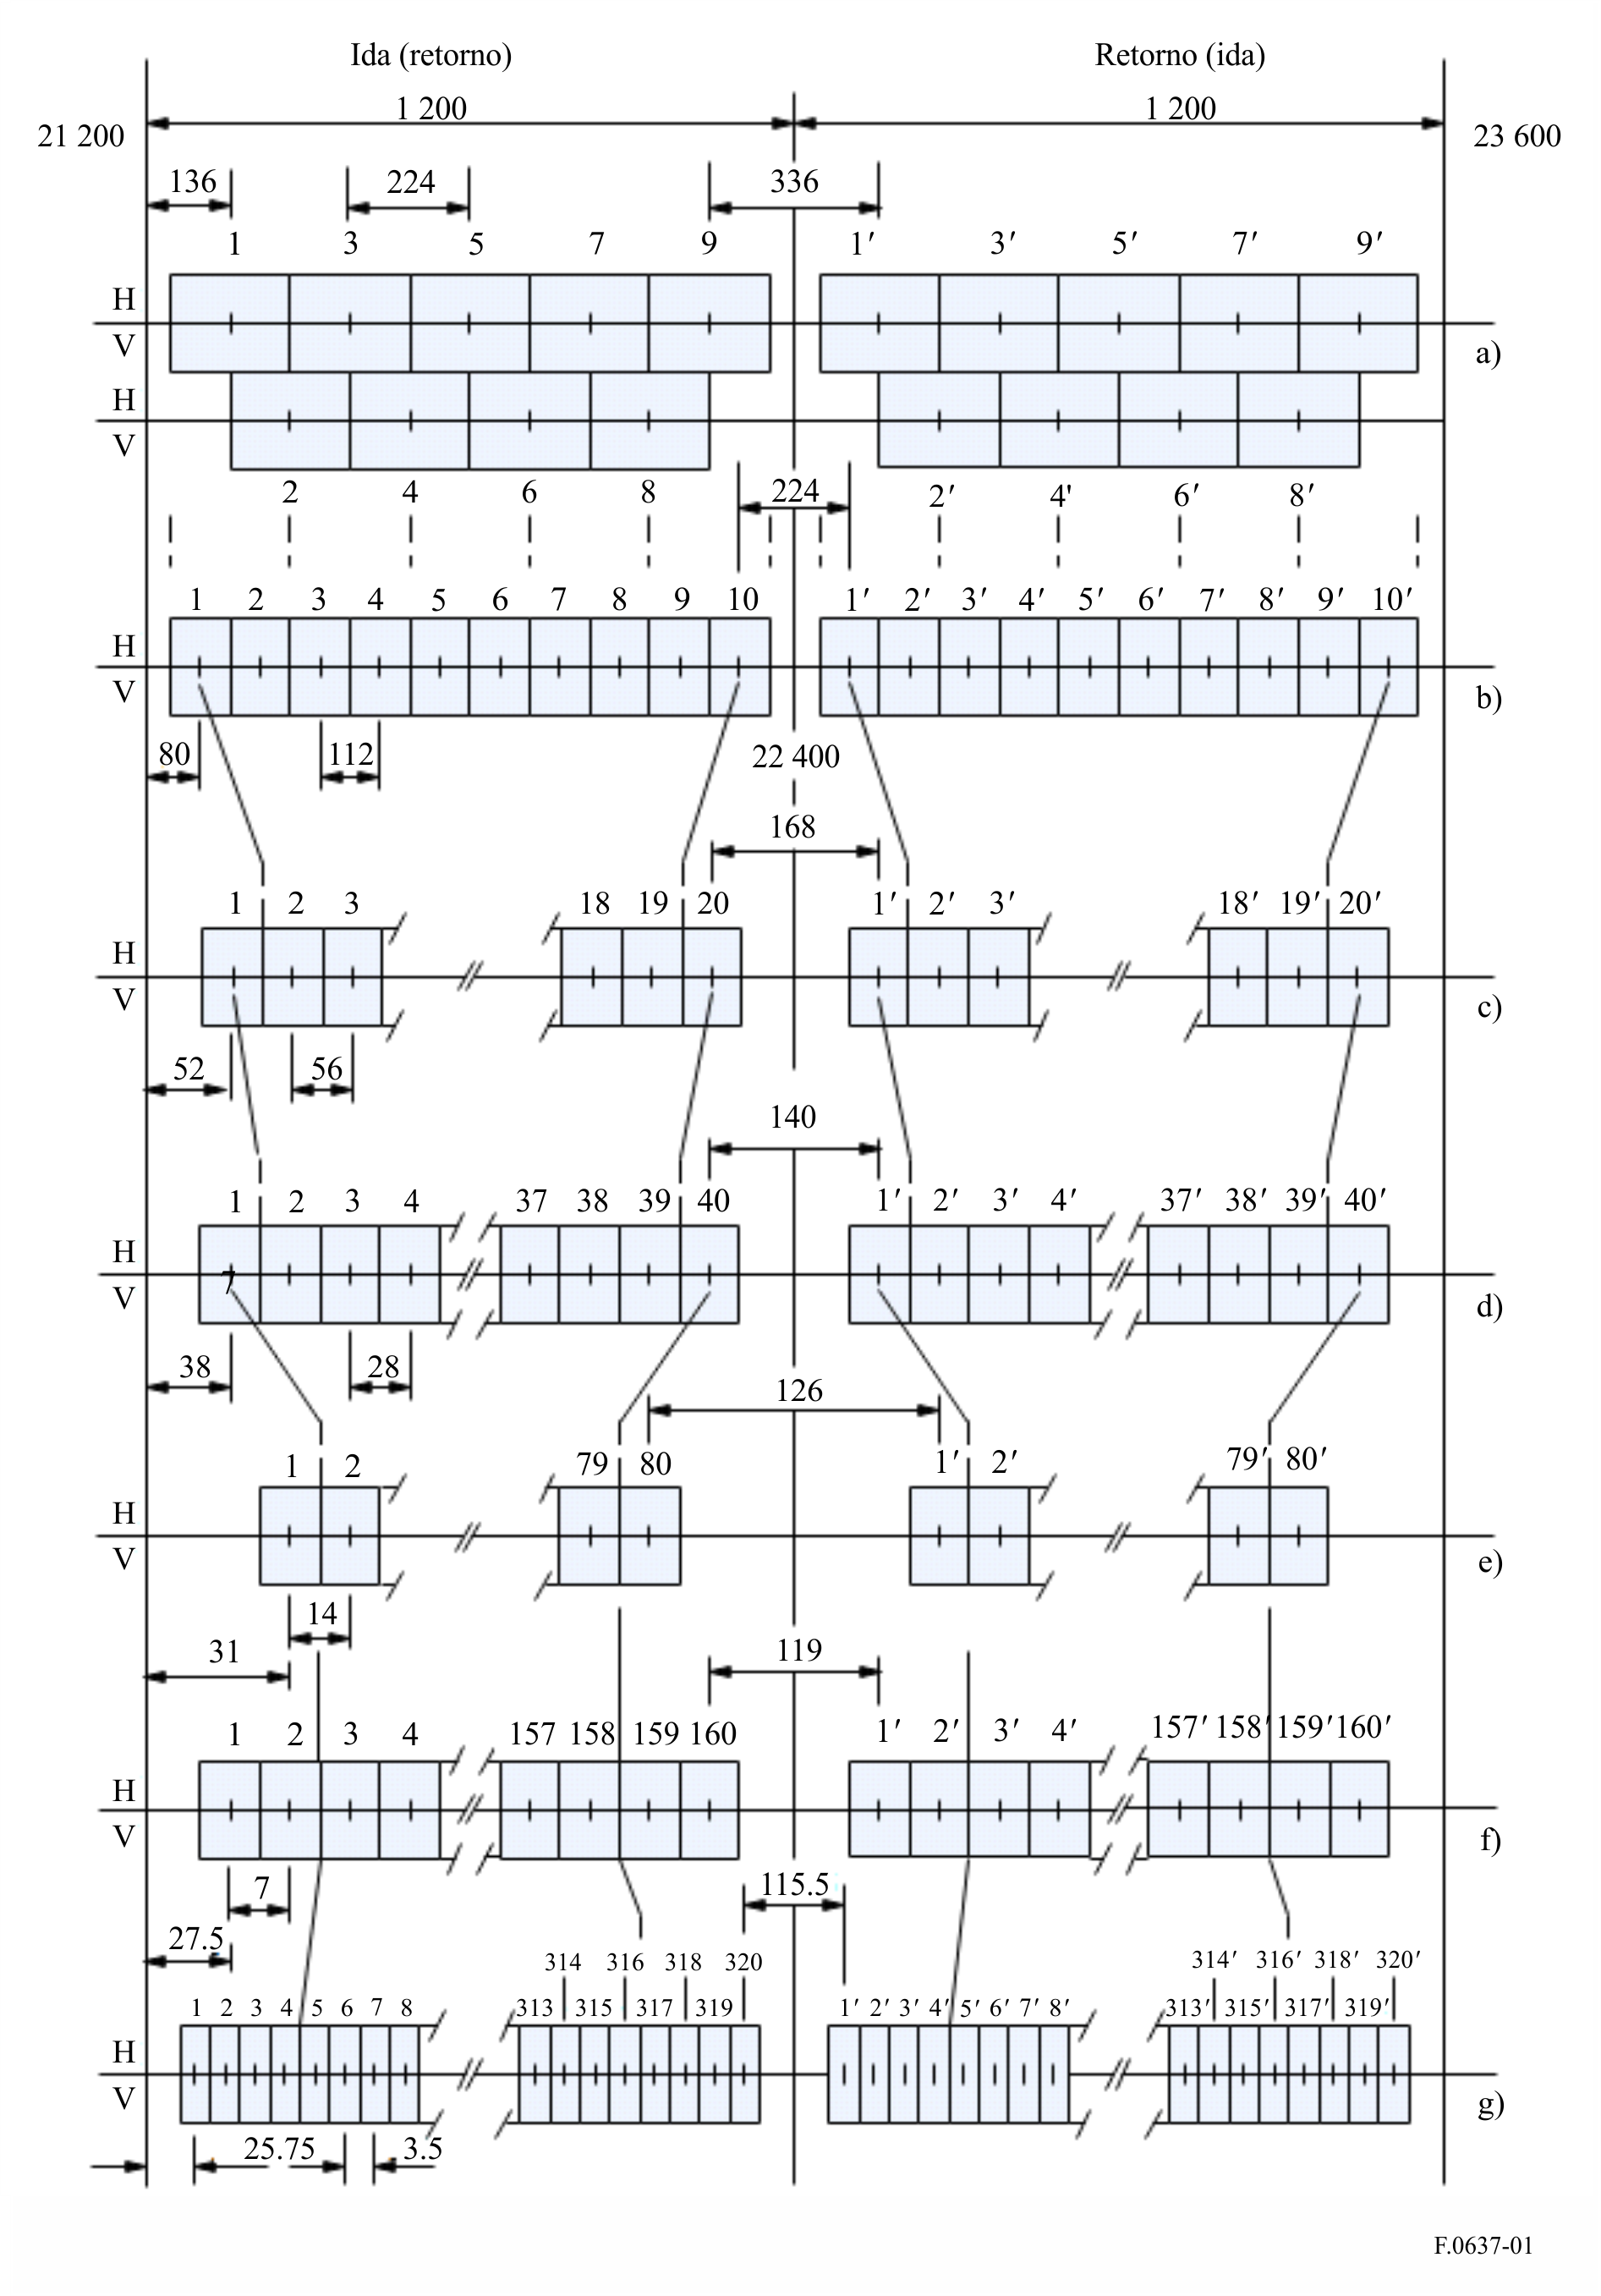 Ida (retorno) Retorno (ida)
1 200 1 200
21 200 23 600
136 224 336
1 3 5 7 9 1′ 3′ 5′ 7′ 9′
H
V a)
H
V
2 4 6 8 224 2′ 4' 6′ 8′
1 2 3 4 5 6 7 8 9 10 1′ 2′ 3′ 4′ 5′ 6′ 7′ 8′ 9′ 10′
H
V b)
80 112 22 400
168
1 2 3 18 19 20 1′ 2′ 3′ 18′ 19′ 20′
H
V c)
52 56
140
1 2 3 4 37 38 39 40 1′ 2′ 3′ 4′ 37′ 38′ 39′ 40′
H
7
V d)
38 28
126
1 2 79 80 1′ 2′ 79′ 80′
H
V e)
14
31 119
1 2 3 4 157 158 159 160 1′ 2′ 3′ 4′ 157′ 158′ 159′ 160′
H
V f)
7 115.5
27.5
314 316 318 320 314′ 316′ 318′ 320′
1 2 3 4 5 6 7 8 313 315 317 319 1′ 2′ 3′ 4′ 5′ 6′ 7′ 8′ 313′ 315′ 317′ 319′
H
V g)
25.75 3.5
F.0637-01